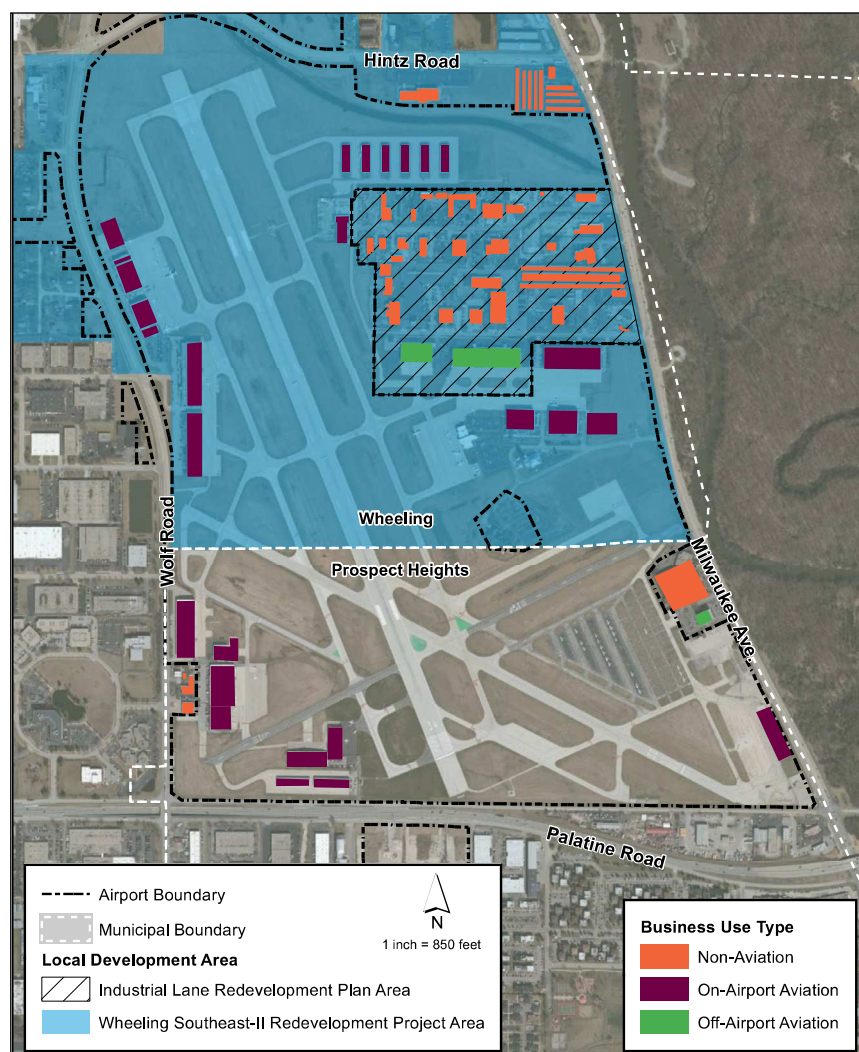 Hintz Road
Wheeling
Prospect Heights
Wolf Road
Milwaukee Ave.
Palatine Road
Airport Boundary
Municipal Boundary
N
1 inch = 850 feet
Local Development Area
Industrial Lane Redevelopment Plan Area
Wheeling Southeast-II Redevelopment Project Area
Business Use Type
Non-Aviation
On-Airport Aviation
Off-Airport Aviation